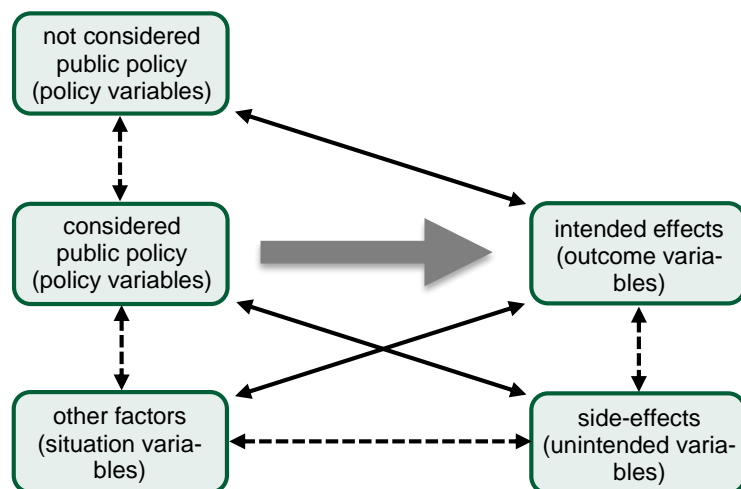 not considered
public policy
(policy variables)
considered
public policy
(policy variables)
intended effects
(outcome varia-
bles)
other factors
(situation varia-
bles)
side-effects
(unintended varia-
bles)